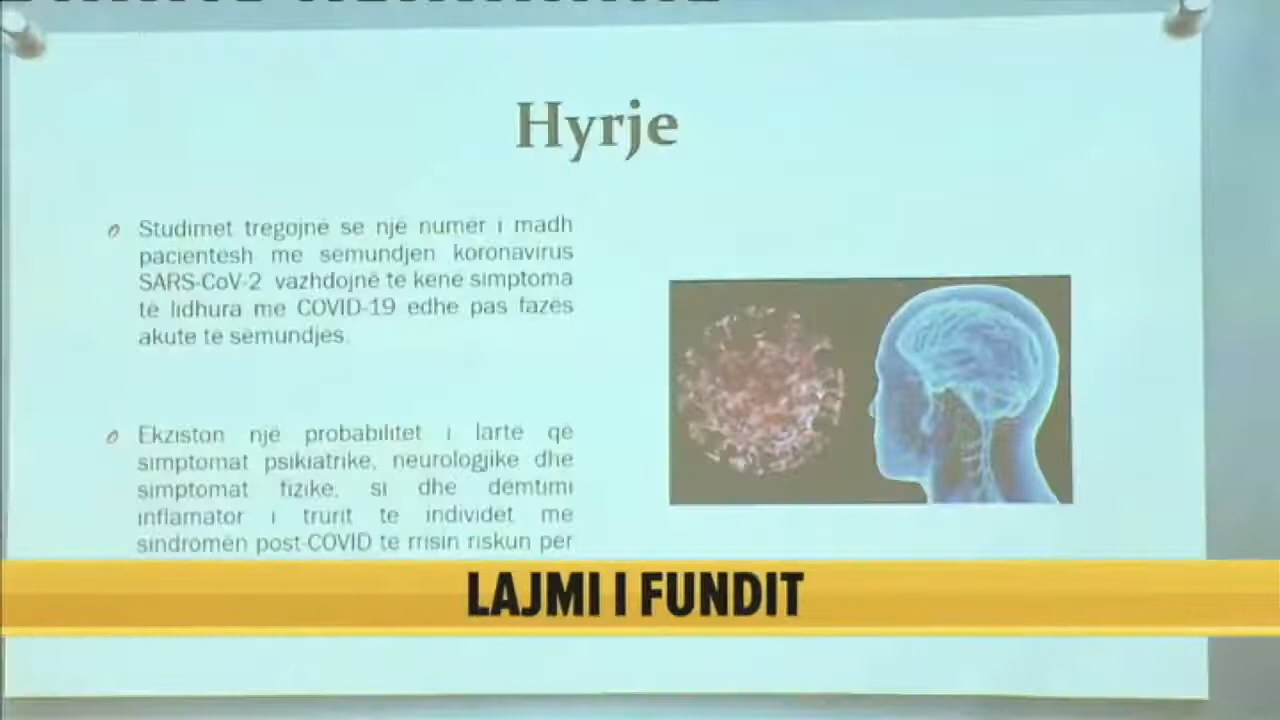 Hyrje
Studimet tregojnë se një numër i madh
pacientësh me sëmundjen koronavirus
SARS-CoV-2 vazhdojnë të kenë simptoma
të lidhura me COVID-19 edhe pas fazës
akute të sëmundjes.
Ekziston një probabilitet i lartë që
simptomat psikiatrike, neurologjike dhe
simptomat fizike, si dhe dëmtimi
inflamator i trurit të individët me
sindromën post-COVID të rrisin riskun për
LAJMI I FUNDIT